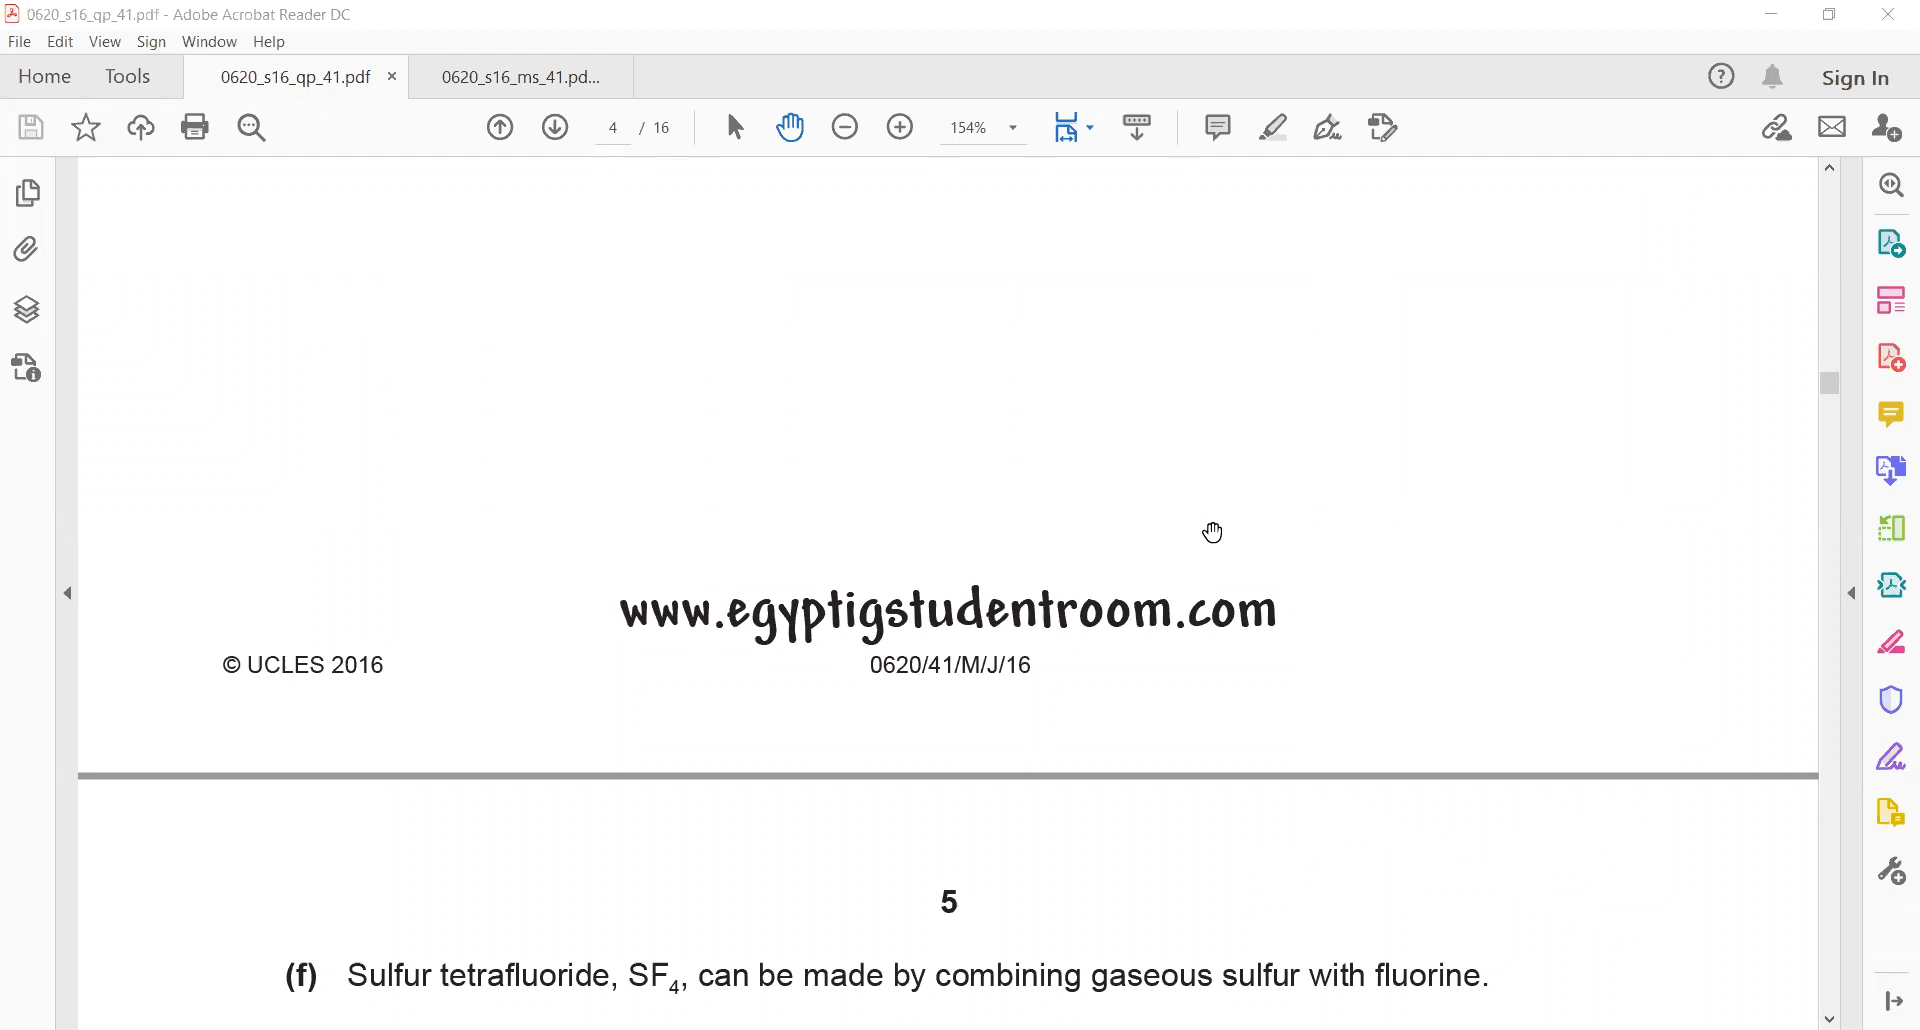 0620_s16_qp_41.pdf - Adobe Acrobat Reader DC
File Edit View Sign Window Help
Home Tools 0620_s16_qp_41.pdf × 0620_s16_ms_41.pd... Sign In
4 / 16 154%
www.egyptigstudentroom.com
© UCLES 2016 0620/41/M/J/16
5
(f) Sulfur tetrafluoride, SF₄, can be made by combining gaseous sulfur with fluorine.